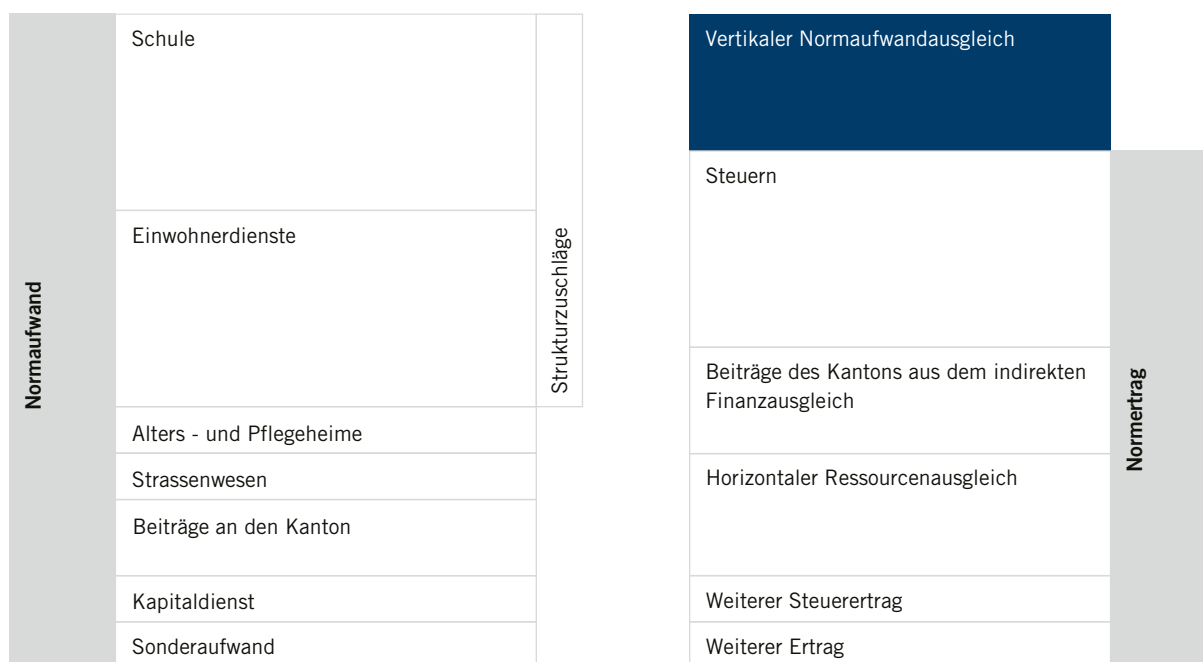 Normaufwand
Schule
Einwohnerdienste
Strukturzuschläge
Alters - und Pflegeheime
Strassenwesen
Beiträge an den Kanton
Kapitaldienst
Sonderaufwand
Vertikaler Normaufwandausgleich
Steuern
Beiträge des Kantons aus dem indirekten
Finanzausgleich
Horizontaler Ressourcenausgleich
Weiterer Steuerertrag
Weiterer Ertrag
Normertrag